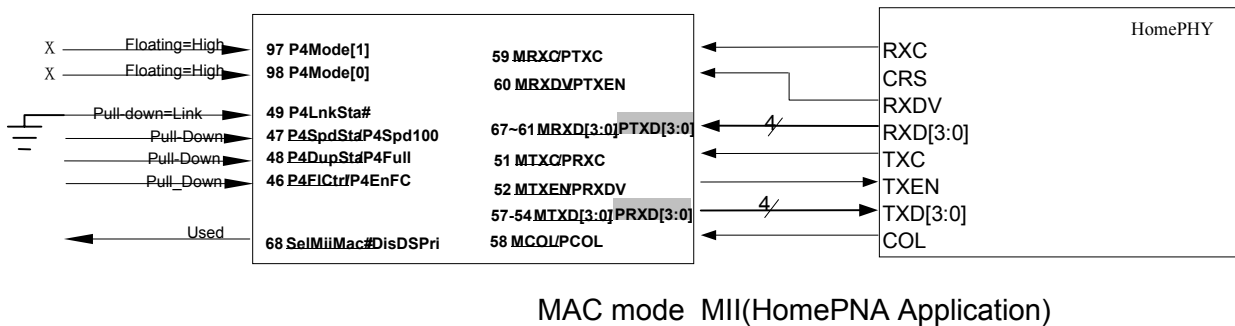 X Floating=High 97 P4Mode[1]
X Floating=High 98 P4Mode[0]
Pull-down=Link 49 P4LnkSta#
Pull-Down 47 P4SpdSta/P4Spd100
Pull-Down 48 P4DupSta/P4Full
Pull_Down 46 P4FlCtrl/P4EnFC
Used 68 SelMiiMac#DisDSPri
59 MRXC/PTXC
60 MRXDV/PTXEN
67~61 MRXD[3:0]/PTXD[3:0] 4
51 MTXC/PRXC
52 MTXEN/PRXDV
57-54 MTXD[3:0]/PRXD[3:0] 4
58 MCOL/PCOL
HomePHY
RXC
CRS
RXDV
RXD[3:0]
TXC
TXEN
TXD[3:0]
COL
MAC mode MII(HomePNA Application)